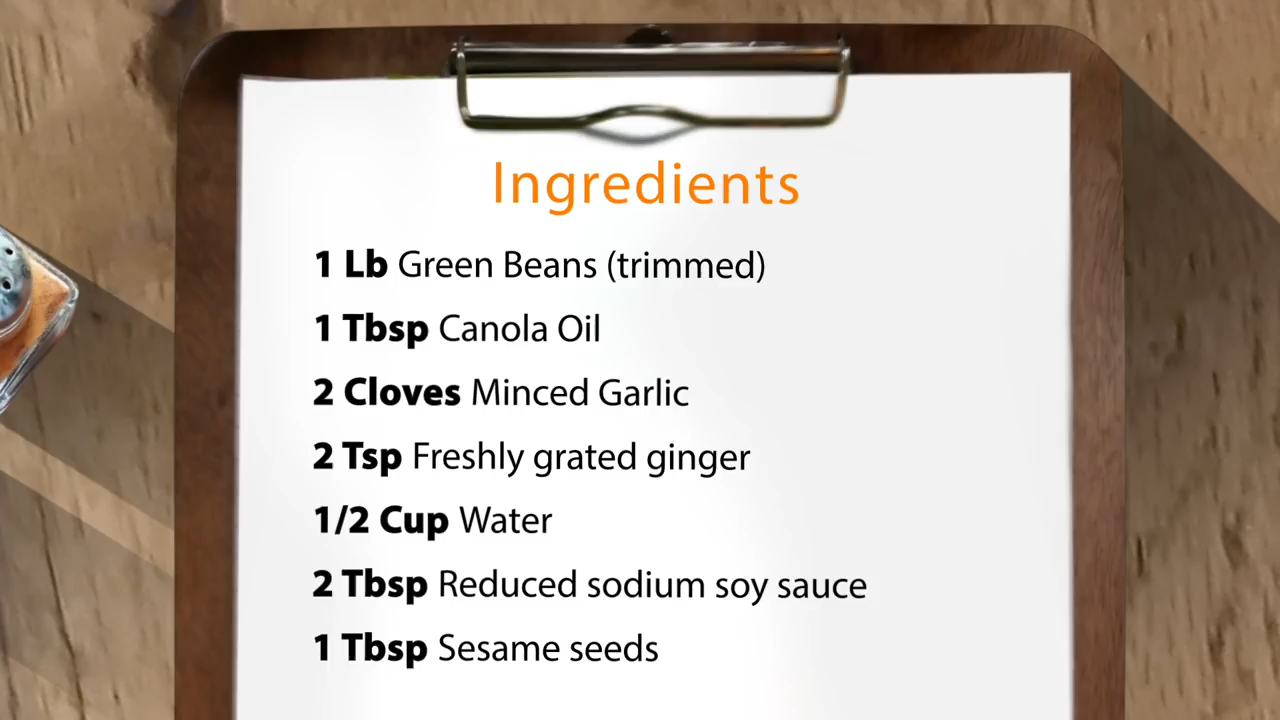 Ingredients
1 Lb Green Beans (trimmed)
1 Tbsp Canola Oil
2 Cloves Minced Garlic
2 Tsp Freshly grated ginger
1/2 Cup Water
2 Tbsp Reduced sodium soy sauce
1 Tbsp Sesame seeds